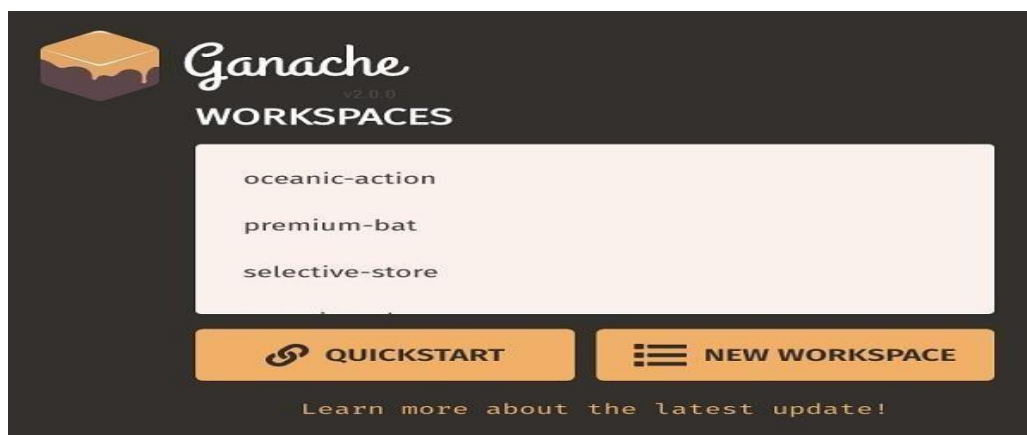 Ganache
v2.0.0
WORKSPACES
oceanic-action
premium-bat
selective-store
QUICKSTART
NEW WORKSPACE
Learn more about the latest update!